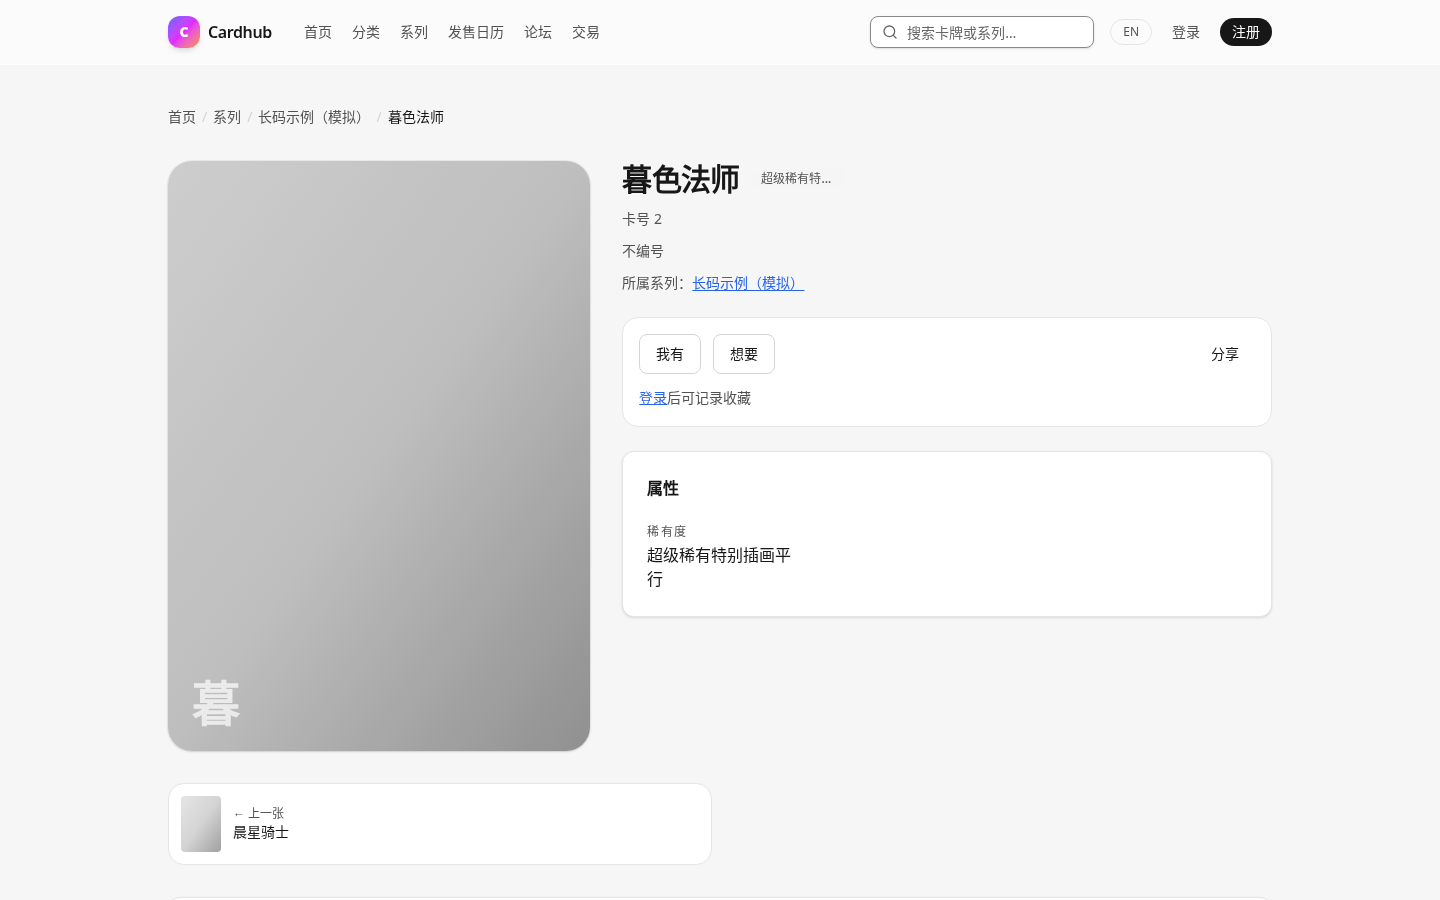 C Cardhub 首页 分类 系列 发售日历 论坛 交易 搜索卡牌或系列... EN 登录 注册
首页 / 系列 / 长码示例（模拟） / 暮色法师
暮色法师 超级稀有特...
卡号 2
不编号
所属系列：长码示例（模拟）
我有 想要 分享
登录后可记录收藏
属性
稀有度
超级稀有特别插画平
行
暮
← 上一张
晨星骑士